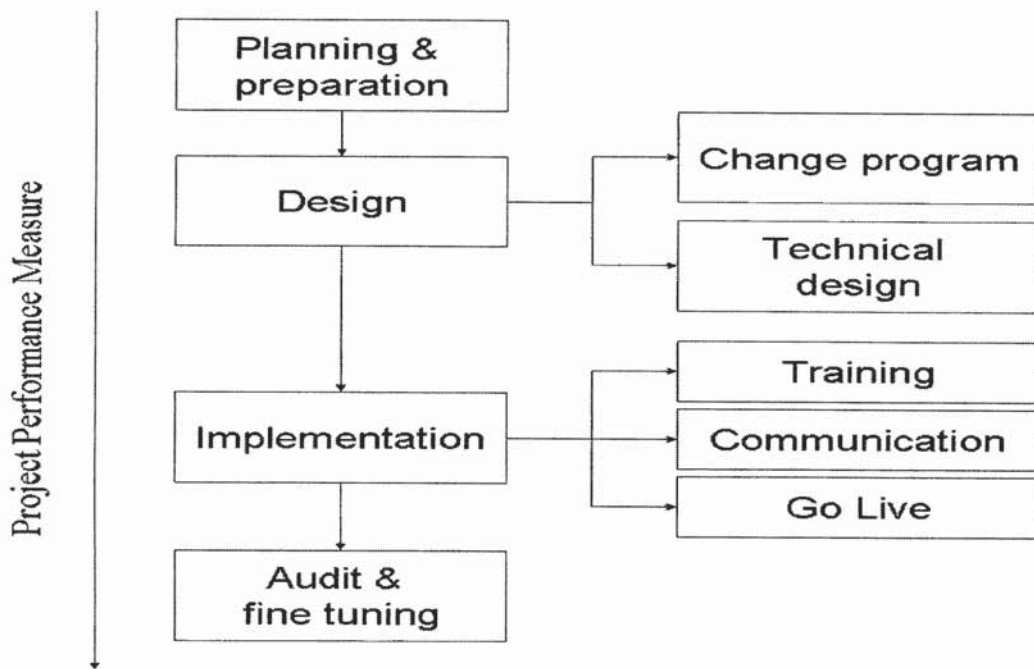 Project Performance Measure
Planning &
preparation
Design
Change program
Technical
design
Implementation
Training
Communication
Go Live
Audit &
fine tuning